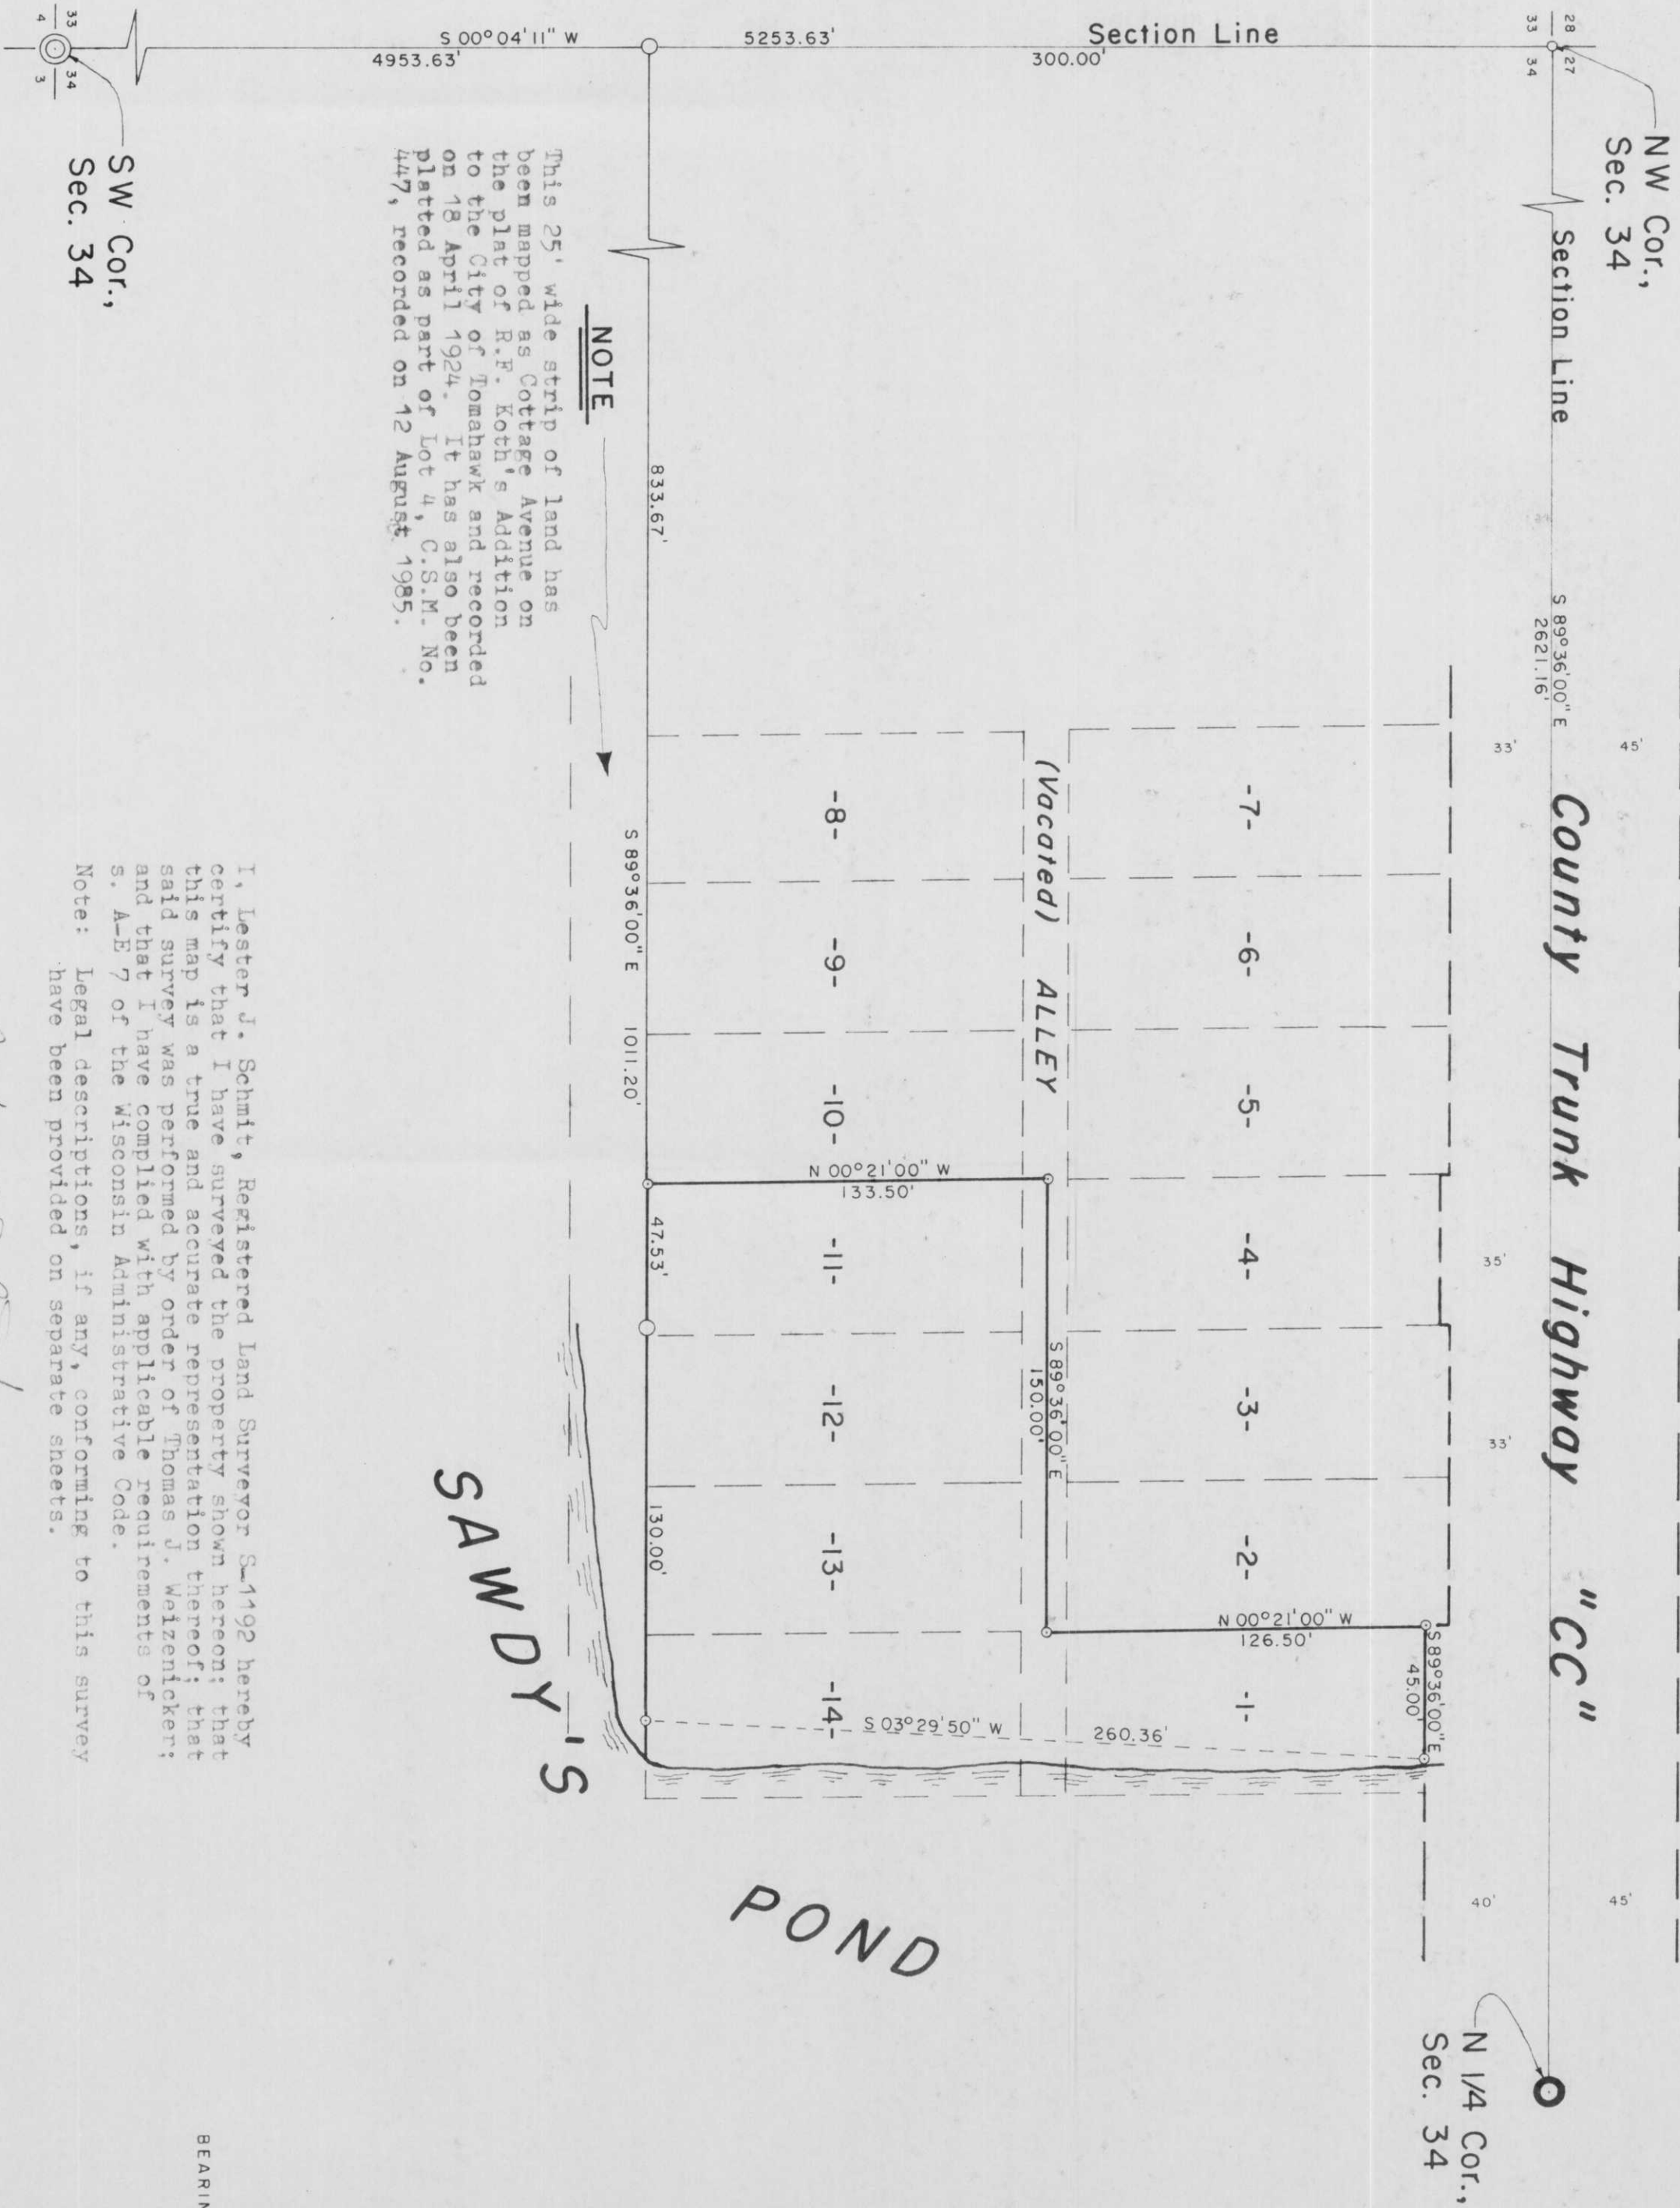 NW Cor.,
Sec. 34
28
27
33
34
Section Line
S 89°36'00" E
2621.16'
45'
33'
County Trunk Highway "CC"
35'
33'
40'
45'
N 1/4 Cor.,
Sec. 34
Section Line
300.00'
5253.63'
S 00°04'11" W
4953.63'
33
34
4
3
SW Cor.,
Sec. 34
-7-
-6-
-5-
-4-
-3-
-2-
-1-
S 89°36'00" E
45.00'
N 00°21'00" W
126.50'
(Vacated) ALLEY
S 89°36'00" E
150.00'
N 00°21'00" W
133.50'
-8-
-9-
-10-
-11-
-12-
-13-
-14-
S 03°29'50" W
260.36'
833.67'
S 89°36'00" E
1011.20'
47.53'
130.00'
NOTE
This 25' wide strip of land has
been mapped as Cottage Avenue on
the plat of R.F. Koth's Addition
to the City of Tomahawk and recorded
on 18 April 1924. It has also been
platted as part of Lot 4, C.S.M. No.
447, recorded on 12 August 1985.
SAWDY'S
POND
I, Lester J. Schmit, Registered Land Surveyor S-1192 hereby
certify that I have surveyed the property shown hereon; that
this map is a true and accurate representation thereof; that
said survey was performed by order of Thomas J. Weizenicker;
and that I have complied with applicable requirements of
s. A-E 7 of the Wisconsin Administrative Code.
Note: Legal descriptions, if any, conforming to this survey
have been provided on separate sheets.